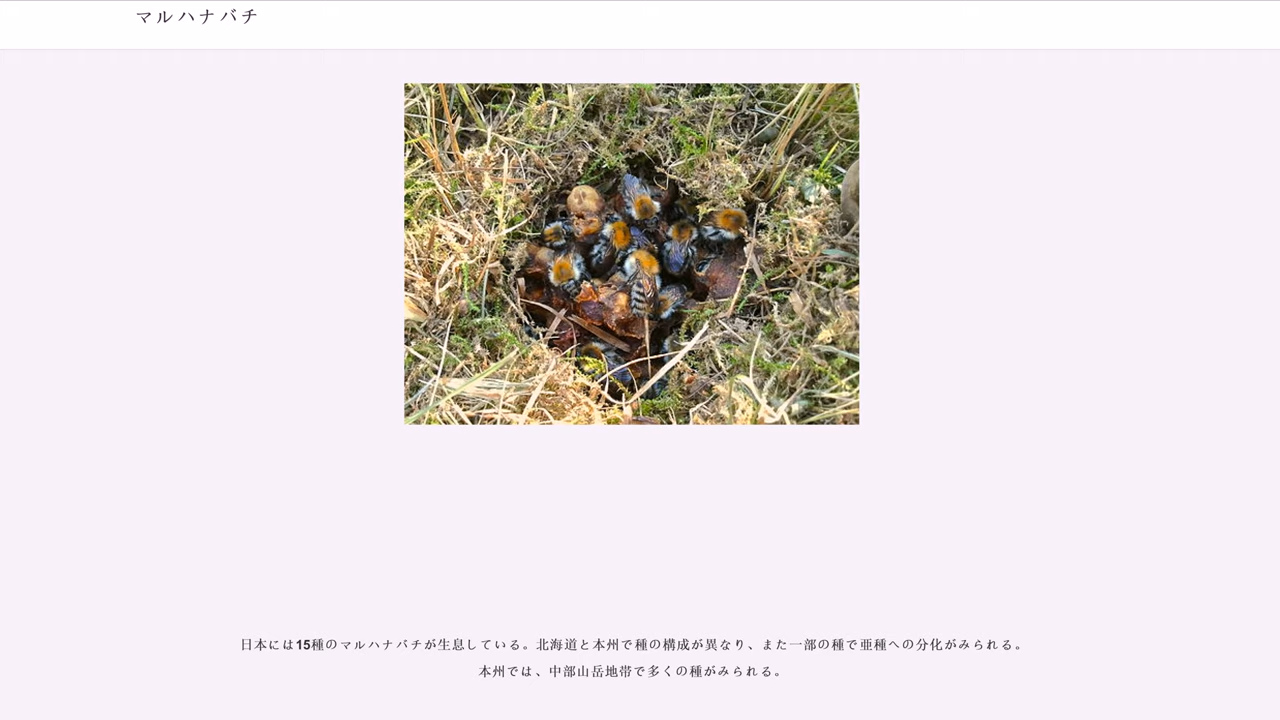 マルハナバチ
日本には15種のマルハナバチが生息している。北海道と本州で種の構成が異なり、また一部の種で亜種への分化がみられる。
本州では、中部山岳地帯で多くの種がみられる。